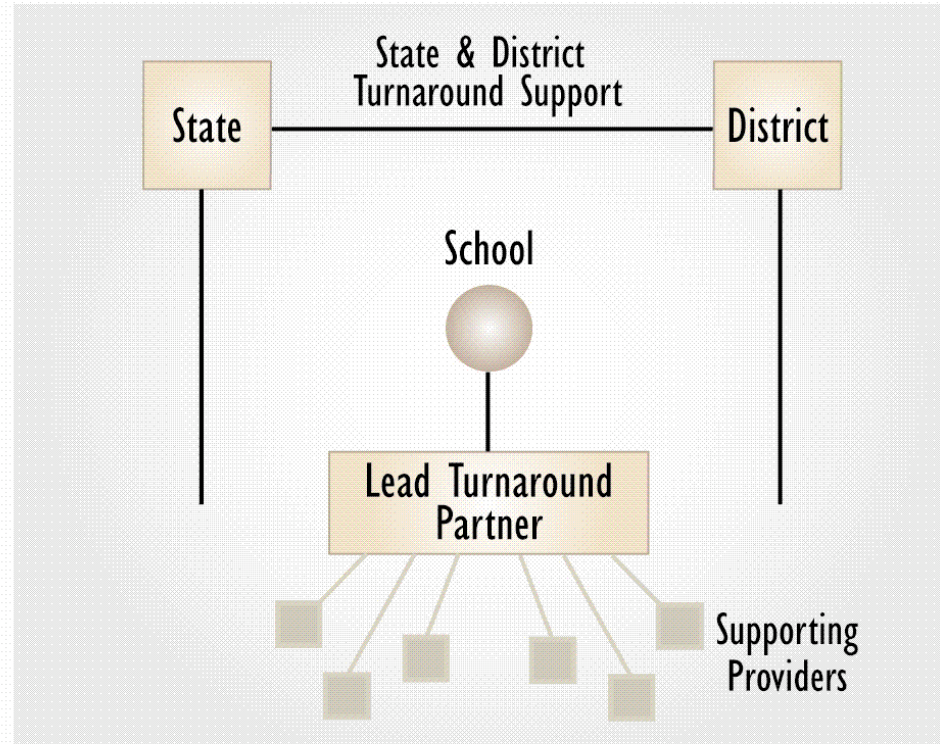 State & District
Turnaround Support
State
District
School
Lead Turnaround
Partner
Supporting
Providers